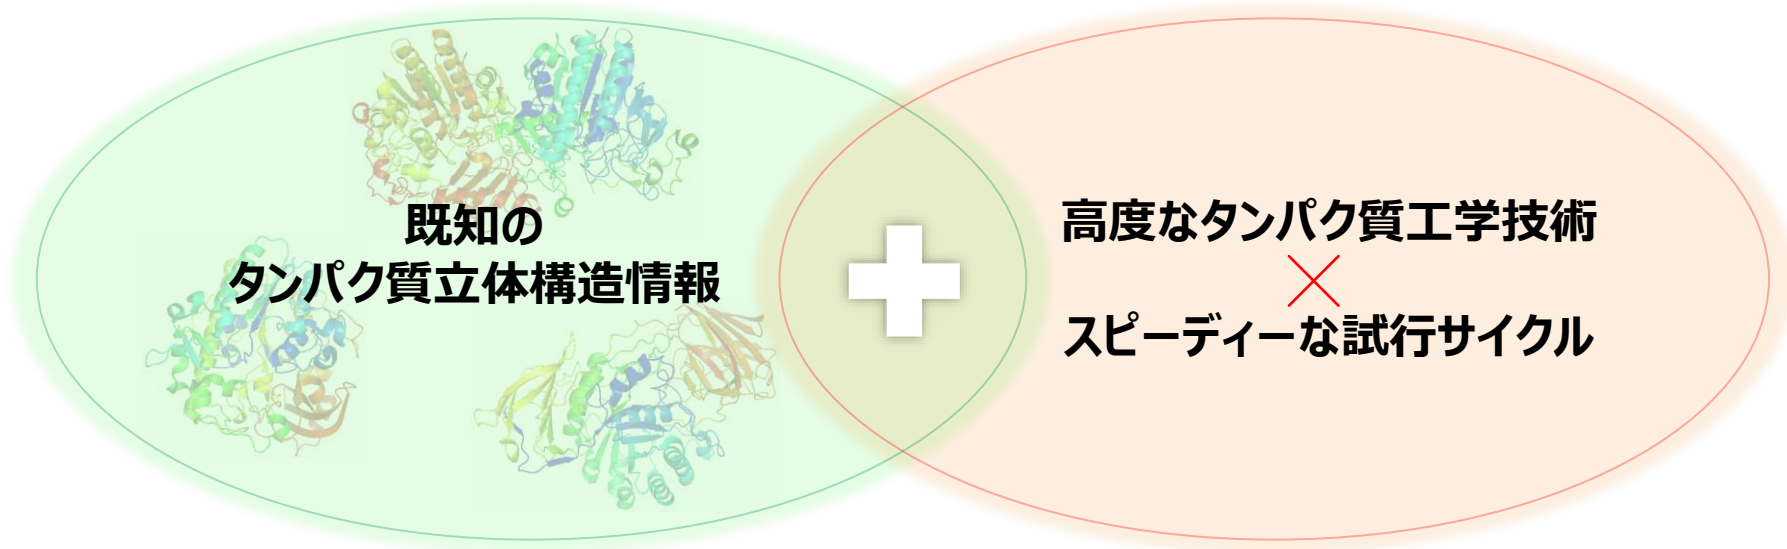 既知の
タンパク質立体構造情報
高度なタンパク質工学技術
×
スピーディーな試行サイクル